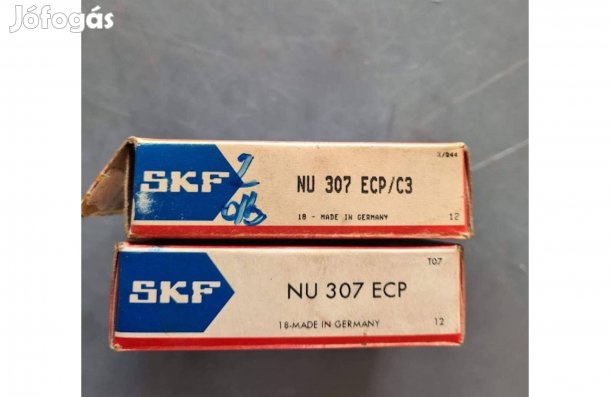 Jófogás
X/244
SKF NU 307 ECP/C3
18 - MADE IN GERMANY 12
T07
SKF NU 307 ECP
18-MADE IN GERMANY 12